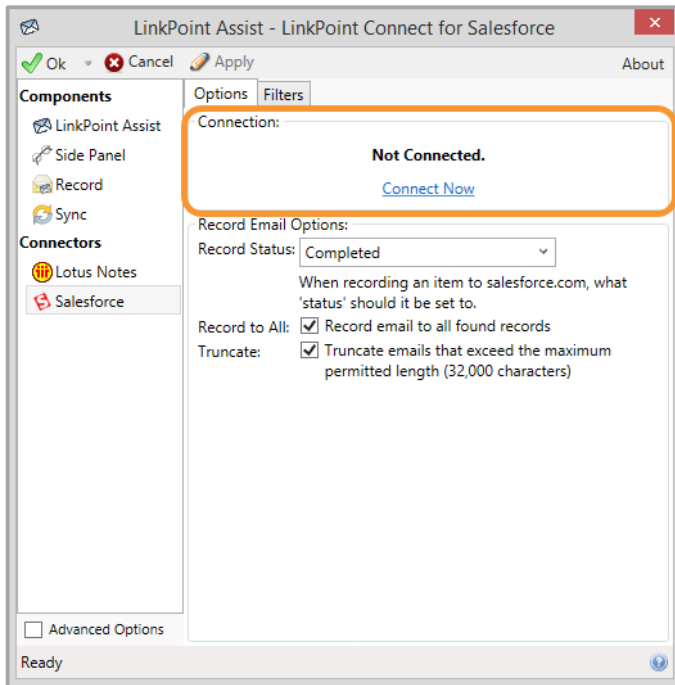 LinkPoint Assist - LinkPoint Connect for Salesforce
Ok Cancel Apply About
Components
LinkPoint Assist
Side Panel
Record
Sync
Connectors
Lotus Notes
Salesforce
Advanced Options
Options Filters
Connection:
Not Connected.
Connect Now
Record Email Options:
Record Status: Completed
When recording an item to salesforce.com, what
'status' should it be set to.
Record to All: Record email to all found records
Truncate: Truncate emails that exceed the maximum
permitted length (32,000 characters)
Ready